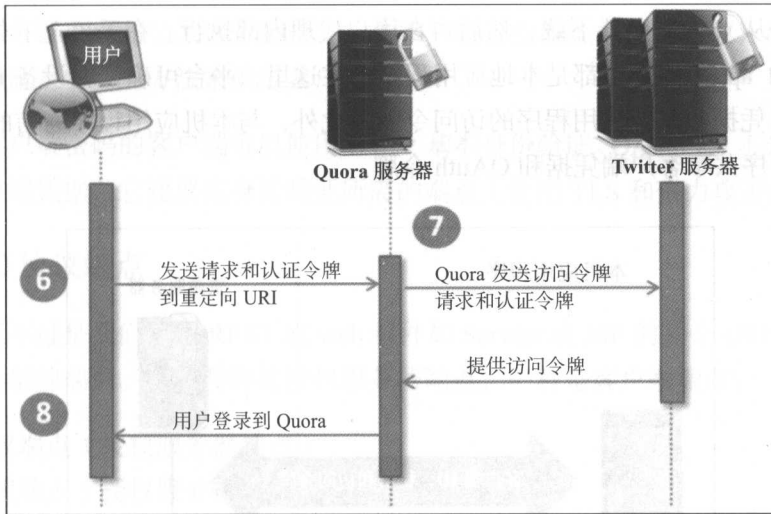 用户
Quora 服务器
Twitter 服务器
7
6
发送请求和认证令牌
到重定向 URI
Quora 发送访问令牌
请求和认证令牌
提供访问令牌
8
用户登录到 Quora